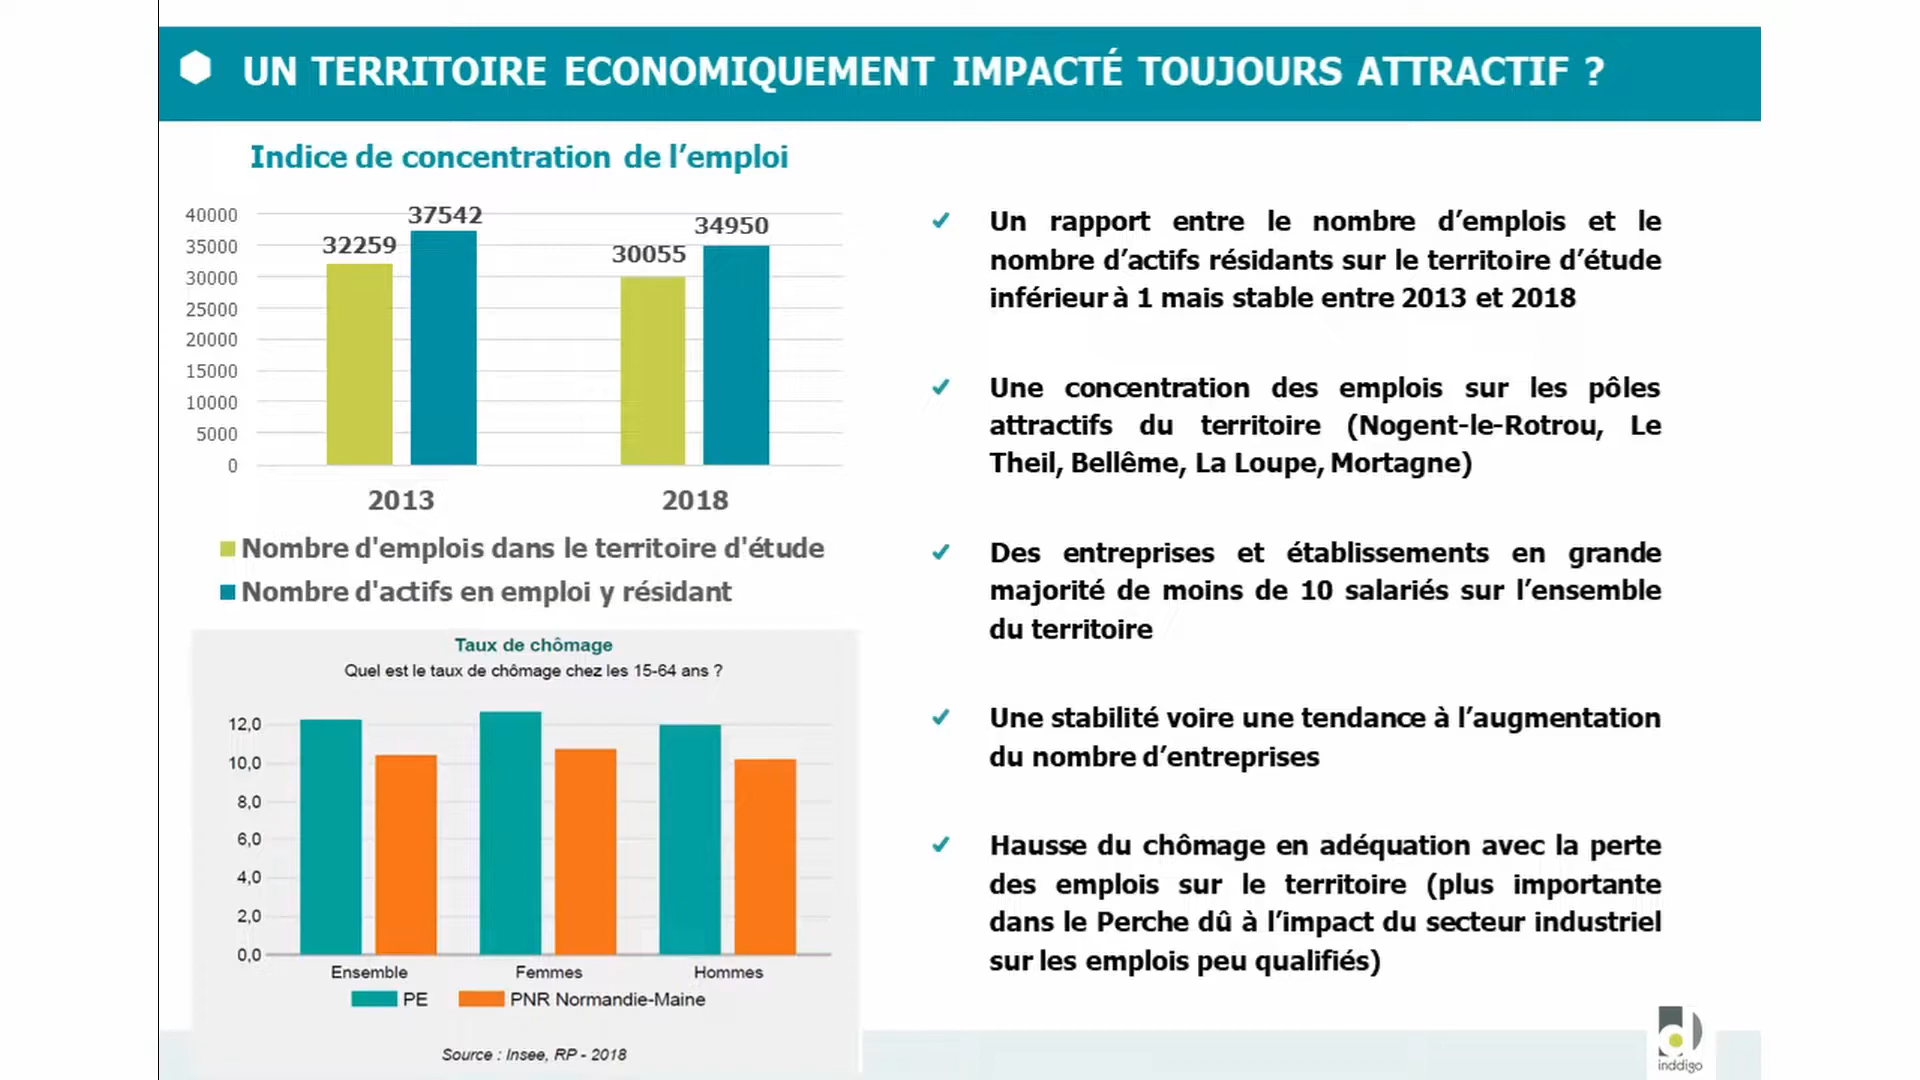 UN TERRITOIRE ECONOMIQUEMENT IMPACTÉ TOUJOURS ATTRACTIF ?
Indice de concentration de l’emploi
40000
35000
30000
25000
20000
15000
10000
5000
0
32259
37542
30055
34950
2013
2018
Nombre d'emplois dans le territoire d'étude
Nombre d'actifs en emploi y résidant
Taux de chômage
Quel est le taux de chômage chez les 15-64 ans ?
12,0
10,0
8,0
6,0
4,0
2,0
0,0
Ensemble
Femmes
Hommes
PE
PNR Normandie-Maine
Source : Insee, RP - 2018
Un rapport entre le nombre d’emplois et le
nombre d’actifs résidants sur le territoire d’étude
inférieur à 1 mais stable entre 2013 et 2018
Une concentration des emplois sur les pôles
attractifs du territoire (Nogent-le-Rotrou, Le
Theil, Bellême, La Loupe, Mortagne)
Des entreprises et établissements en grande
majorité de moins de 10 salariés sur l’ensemble
du territoire
Une stabilité voire une tendance à l’augmentation
du nombre d’entreprises
Hausse du chômage en adéquation avec la perte
des emplois sur le territoire (plus importante
dans le Perche dû à l’impact du secteur industriel
sur les emplois peu qualifiés)
inddigo